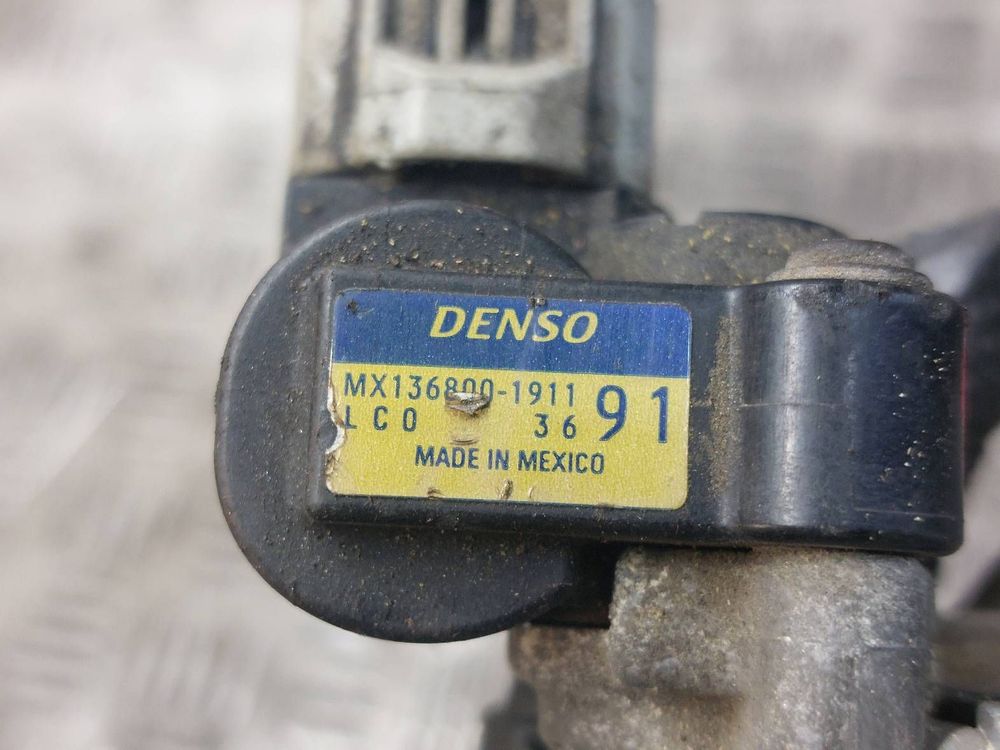 DENSO
MX136800-1911 91
LC0 36
MADE IN MEXICO